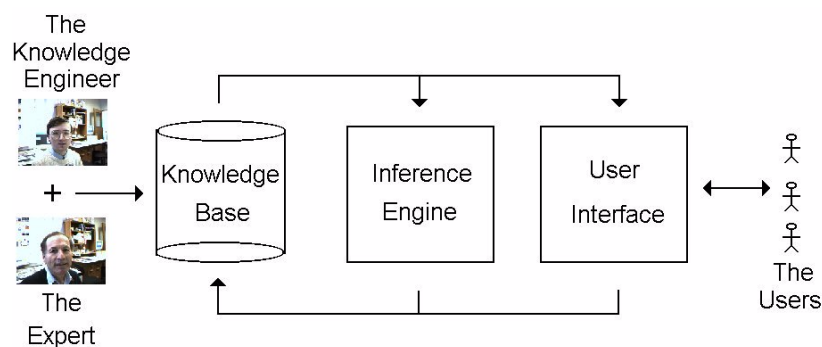 The
Knowledge
Engineer
+
The
Expert
Knowledge
Base
Inference
Engine
User
Interface
The
Users